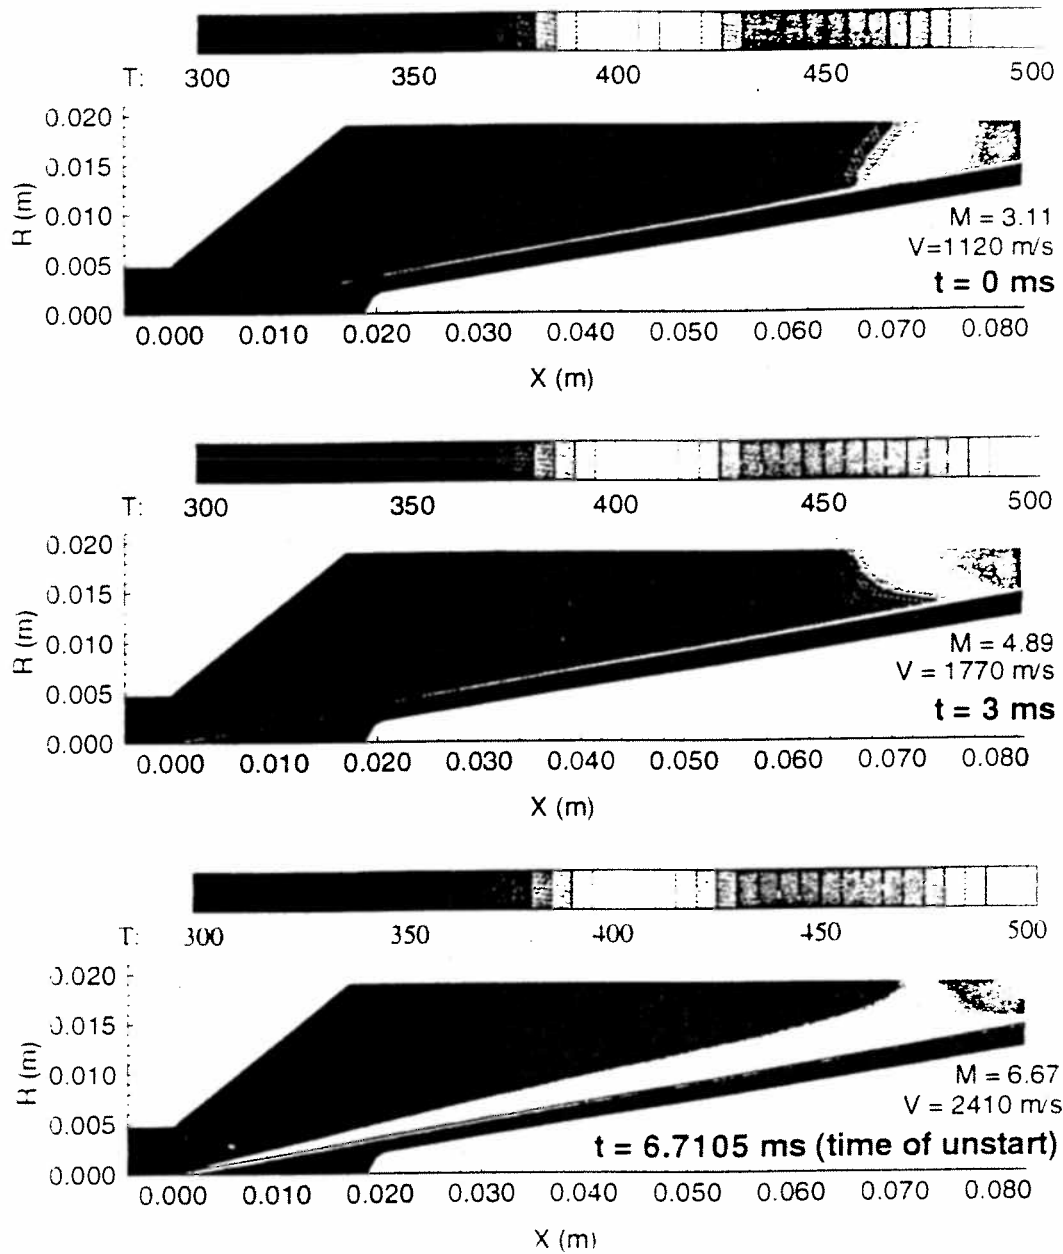 T: 300 350 400 450 500
0.020
0.015
0.010
0.005
0.000
R (m)
M = 3.11
V=1120 m/s
t = 0 ms
0.000 0.010 0.020 0.030 0.040 0.050 0.060 0.070 0.080
X (m)
T: 300 350 400 450 500
0.020
0.015
0.010
0.005
0.000
R (m)
M = 4.89
V = 1770 m/s
t = 3 ms
0.000 0.010 0.020 0.030 0.040 0.050 0.060 0.070 0.080
X (m)
T: 300 350 400 450 500
0.020
0.015
0.010
0.005
0.000
R (m)
M = 6.67
V = 2410 m/s
t = 6.7105 ms (time of unstart)
0.000 0.010 0.020 0.030 0.040 0.050 0.060 0.070 0.080
X (m)